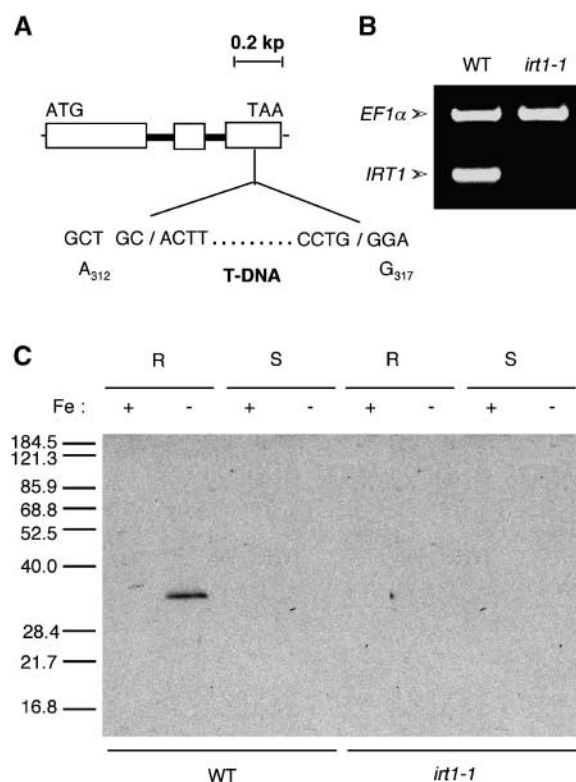 A
0.2 kp
ATG TAA
GCT GC / ACTT .......... CCTG / GGA
A312 T-DNA G317
B
WT irt1-1
EF1α
IRT1
C
R S R S
Fe : + - + - + - + -
184.5
121.3
85.9
68.8
52.5
40.0
28.4
21.7
16.8
WT irt1-1